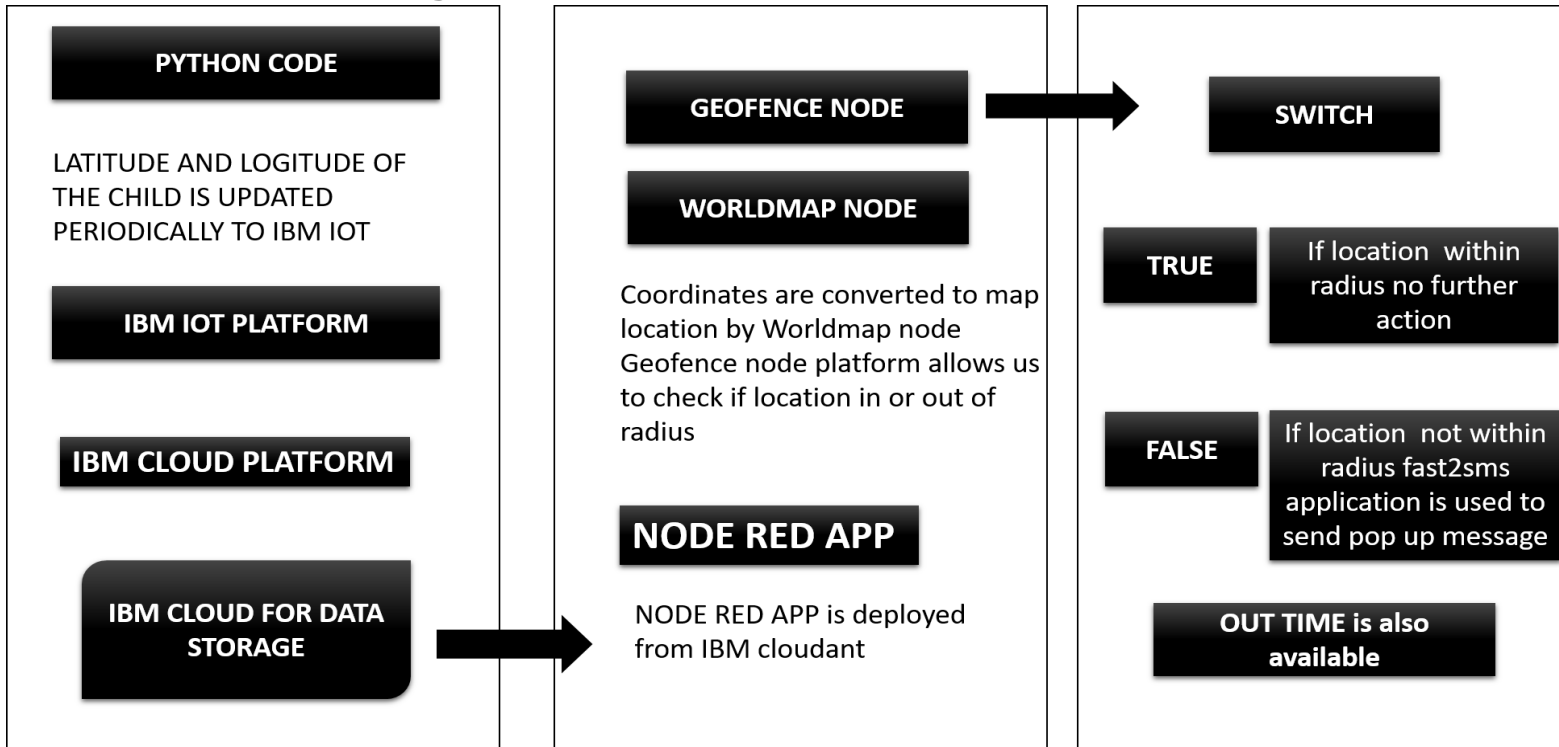 PYTHON CODE
LATITUDE AND LOGITUDE OF
THE CHILD IS UPDATED
PERIODICALLY TO IBM IOT
IBM IOT PLATFORM
IBM CLOUD PLATFORM
IBM CLOUD FOR DATA
STORAGE
GEOFENCE NODE
WORLDMAP NODE
Coordinates are converted to map
location by Worldmap node
Geofence node platform allows us
to check if location in or out of
radius
NODE RED APP
NODE RED APP is deployed
from IBM cloudant
SWITCH
TRUE
If location within
radius no further
action
FALSE
If location not within
radius fast2sms
application is used to
send pop up message
OUT TIME is also
available